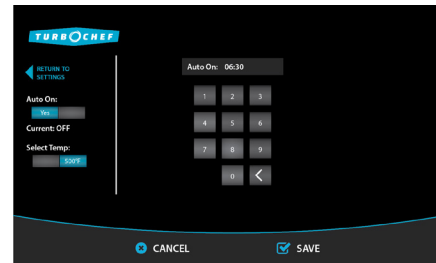 TURBOCHEF
RETURN TO
SETTINGS
Auto On:
Yes
Current: OFF
Select Temp:
500°F
Auto On: 06:30
1 2 3
4 5 6
7 8 9
0
CANCEL
SAVE